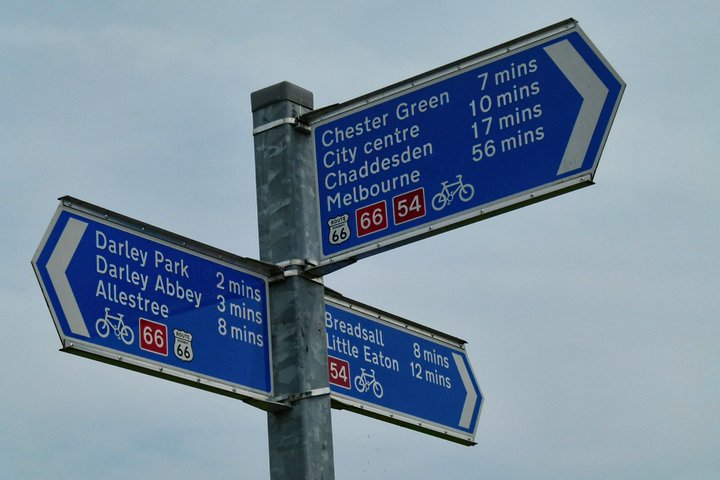 Chester Green 7 mins
City centre 10 mins
Chaddesden 17 mins
Melbourne 56 mins
ROUTE 66 66 54
Darley Park 2 mins
Darley Abbey 3 mins
Allestree 8 mins
66 ROUTE 66
Breadsall 8 mins
Little Eaton 12 mins
54